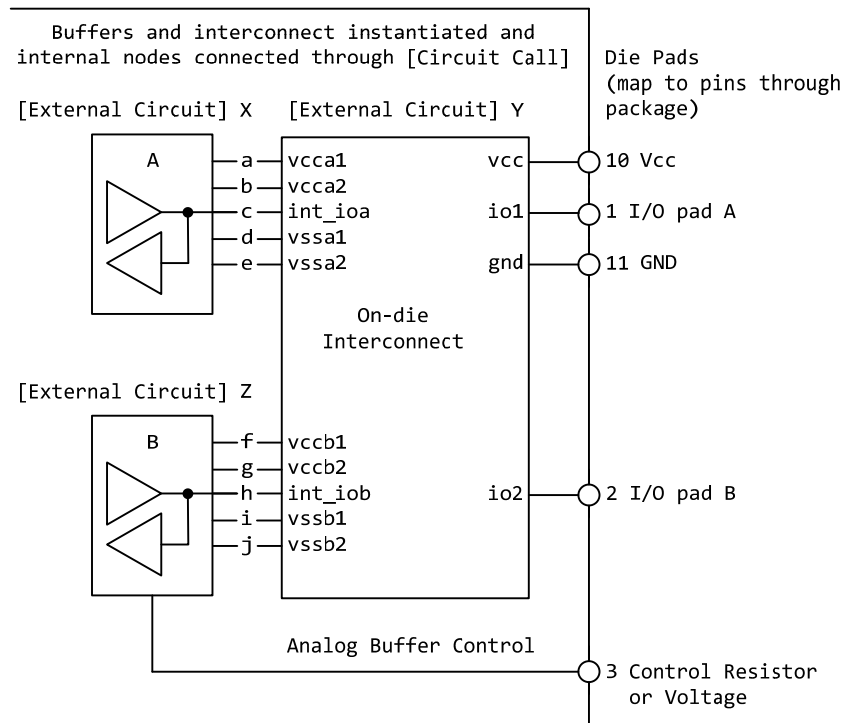 Buffers and interconnect instantiated and
internal nodes connected through [Circuit Call]
Die Pads
(map to pins through
package)
[External Circuit] X
[External Circuit] Y
A
a
vcca1
vcc
10 Vcc
b
vcca2
c
int_ioa
io1
1 I/O pad A
d
vssa1
e
vssa2
gnd
11 GND
On-die
Interconnect
[External Circuit] Z
B
f
vccb1
g
vccb2
h
int_iob
io2
2 I/O pad B
i
vssb1
j
vssb2
Analog Buffer Control
3 Control Resistor
or Voltage